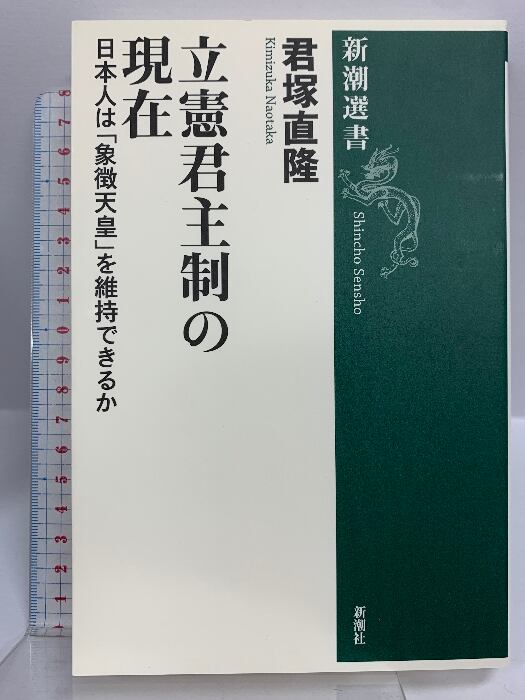 新潮選書
Shincho Sensho
君塚直隆
Kimizuka Naotaka
立憲君主制の
現在
日本人は「象徴天皇」を維持できるか
新潮社